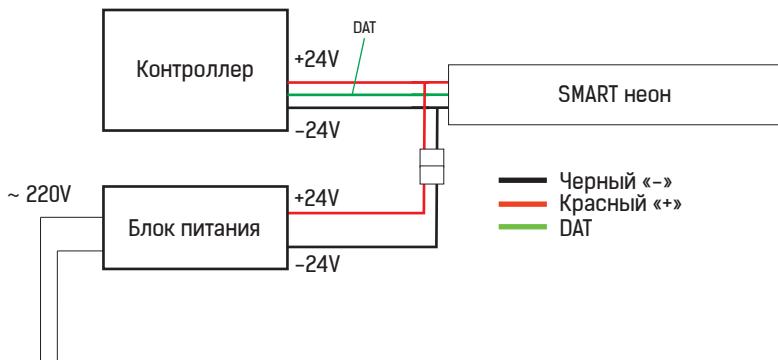 DAT
+24V
Контроллер
SMART неон
–24V
~ 220V
+24V
Блок питания
–24V
Черный «–»
Красный «+»
DAT